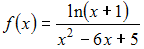 f(x) = ln(x+1) / (x² − 6x + 5)